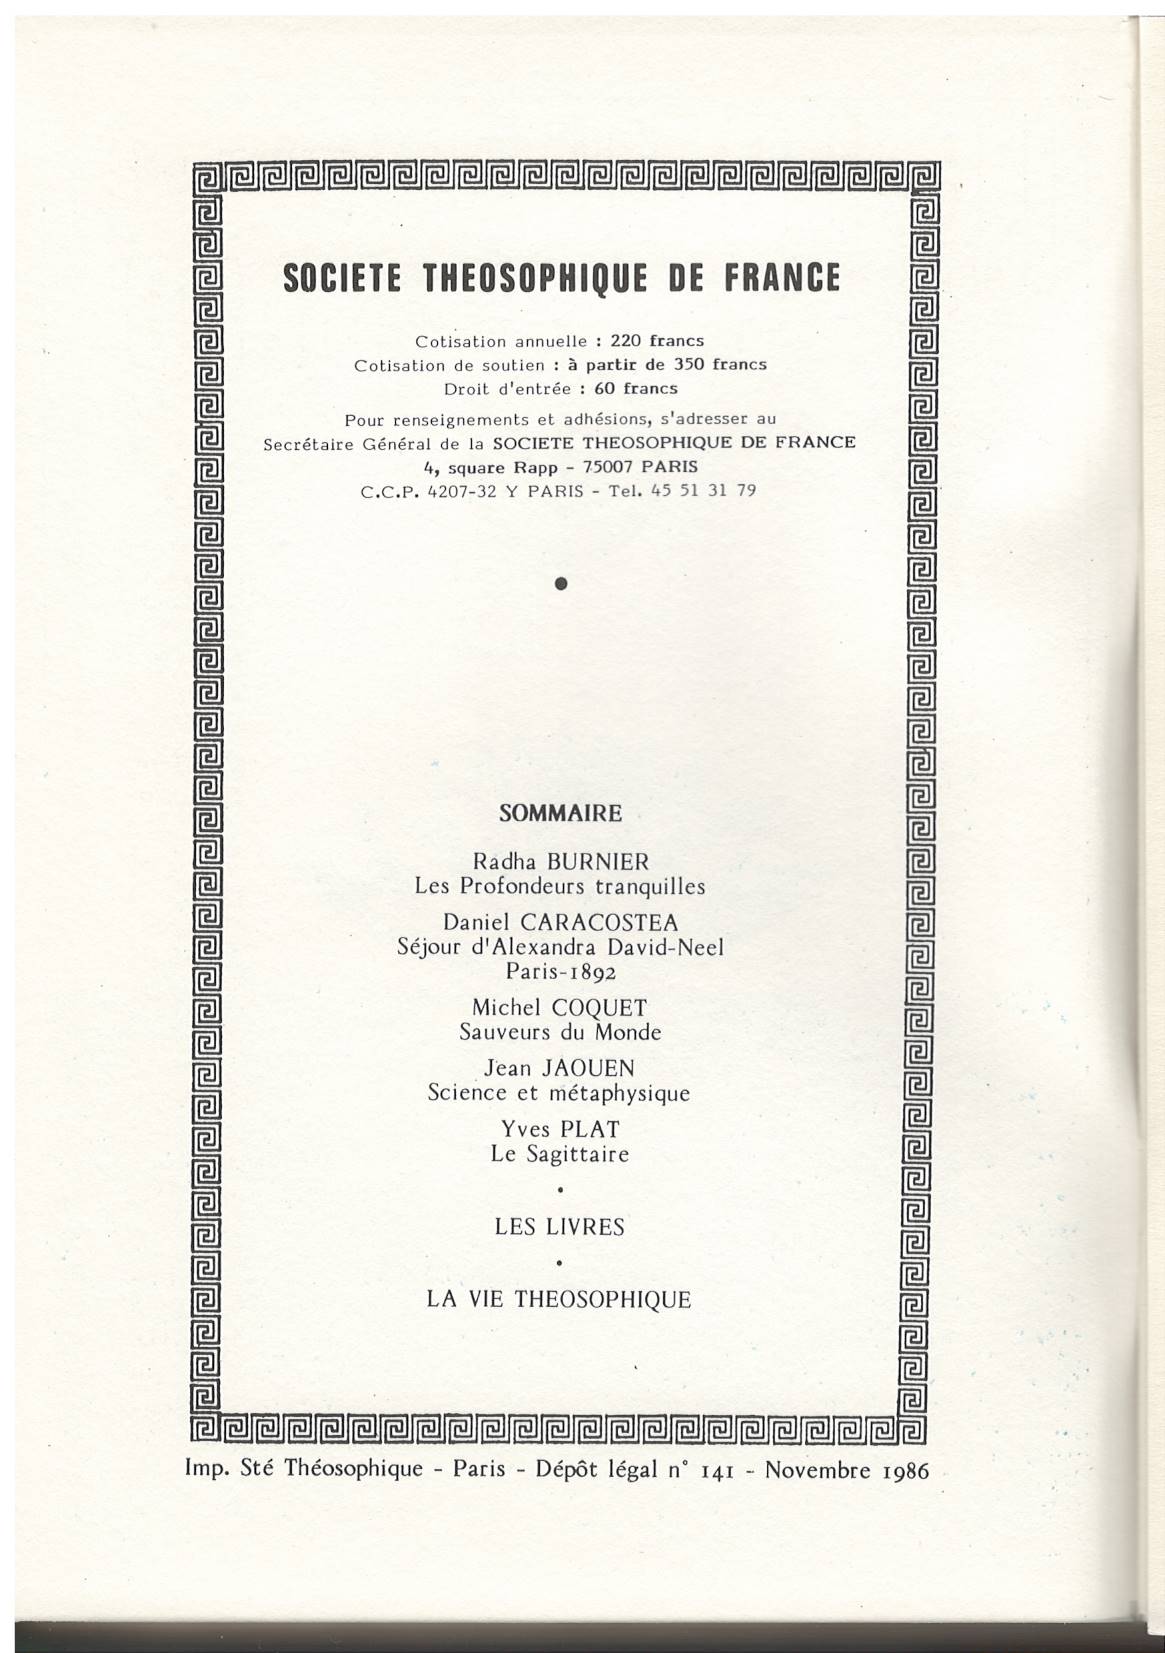 SOCIETE THEOSOPHIQUE DE FRANCE
Cotisation annuelle : 220 francs
Cotisation de soutien : à partir de 350 francs
Droit d'entrée : 60 francs
Pour renseignements et adhésions, s'adresser au
Secrétaire Général de la SOCIETE THEOSOPHIQUE DE FRANCE
4, square Rapp - 75007 PARIS
C.C.P. 4207-32 Y PARIS - Tel. 45 51 31 79
SOMMAIRE
Radha BURNIER
Les Profondeurs tranquilles
Daniel CARACOSTEA
Séjour d'Alexandra David-Neel
Paris-1892
Michel COQUET
Sauveurs du Monde
Jean JAOUEN
Science et métaphysique
Yves PLAT
Le Sagittaire
LES LIVRES
LA VIE THEOSOPHIQUE
Imp. Sté Théosophique - Paris - Dépôt légal n° 141 - Novembre 1986